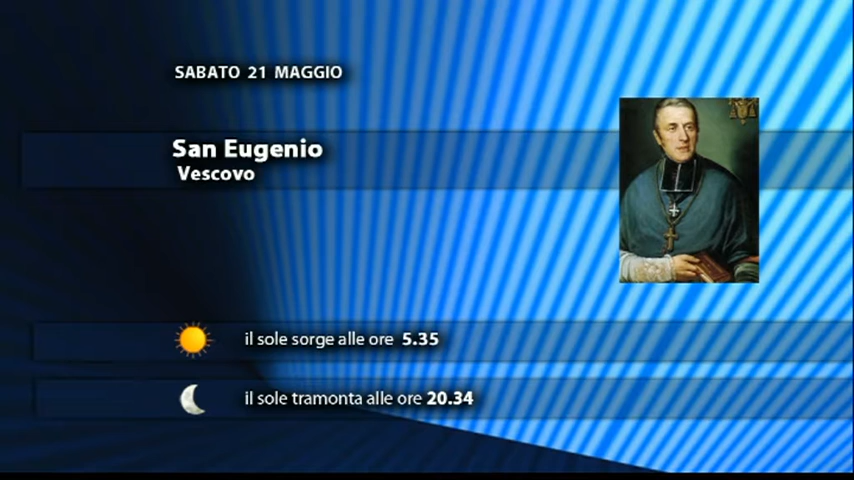 SABATO 21 MAGGIO
San Eugenio
Vescovo
il sole sorge alle ore 5.35
il sole tramonta alle ore 20.34